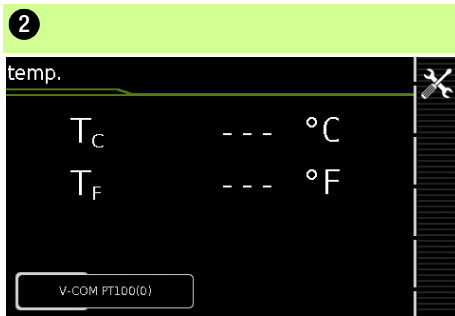 2
temp.
TC --- °C
TF --- °F
V-COM PT100(0)